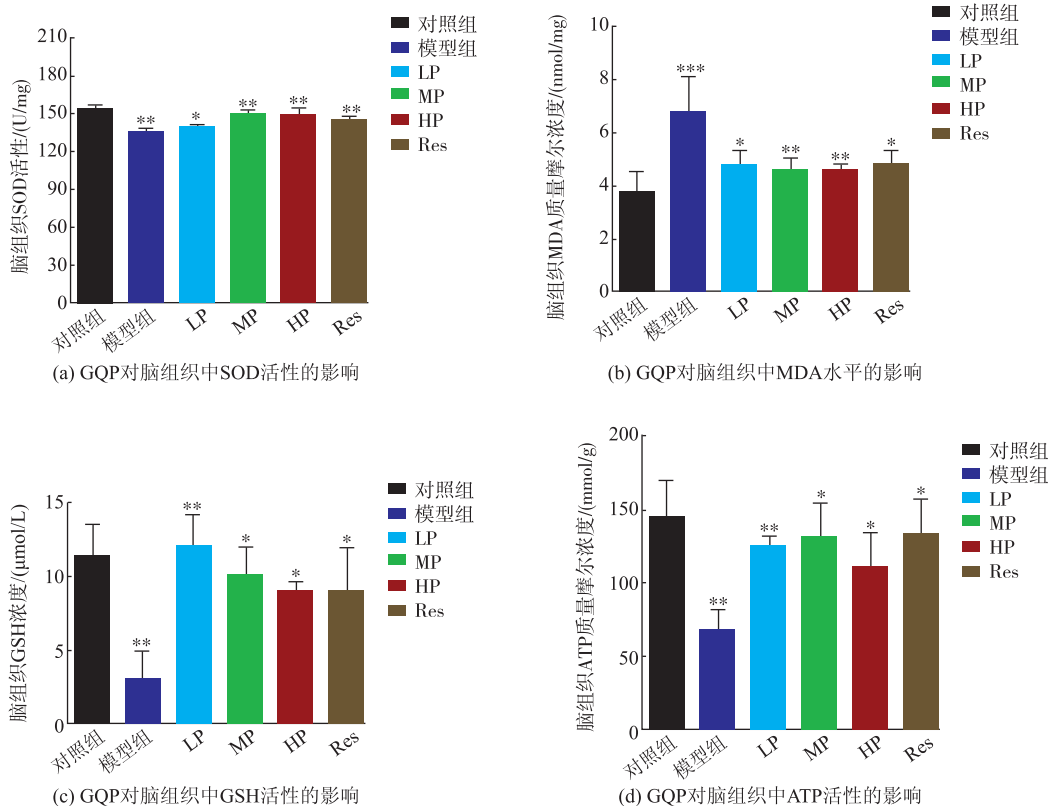 脑组织SOD活性/(U/mg)
210
180
150
120
90
60
30
0
** * ** ** **
对照组 模型组 LP MP HP Res
对照组
模型组
LP
MP
HP
Res
(a) GQP对脑组织中SOD活性的影响
脑组织MDA质量摩尔浓度/(nmol/mg)
10
8
6
4
2
0
*** * ** ** *
对照组 模型组 LP MP HP Res
对照组
模型组
LP
MP
HP
Res
(b) GQP对脑组织中MDA水平的影响
脑组织GSH浓度/(μmol/L)
15
10
5
0
** ** * * *
对照组 模型组 LP MP HP Res
对照组
模型组
LP
MP
HP
Res
(c) GQP对脑组织中GSH活性的影响
脑组织ATP质量摩尔浓度/(mmol/g)
200
150
100
50
0
** ** * * *
对照组 模型组 LP MP HP Res
对照组
模型组
LP
MP
HP
Res
(d) GQP对脑组织中ATP活性的影响